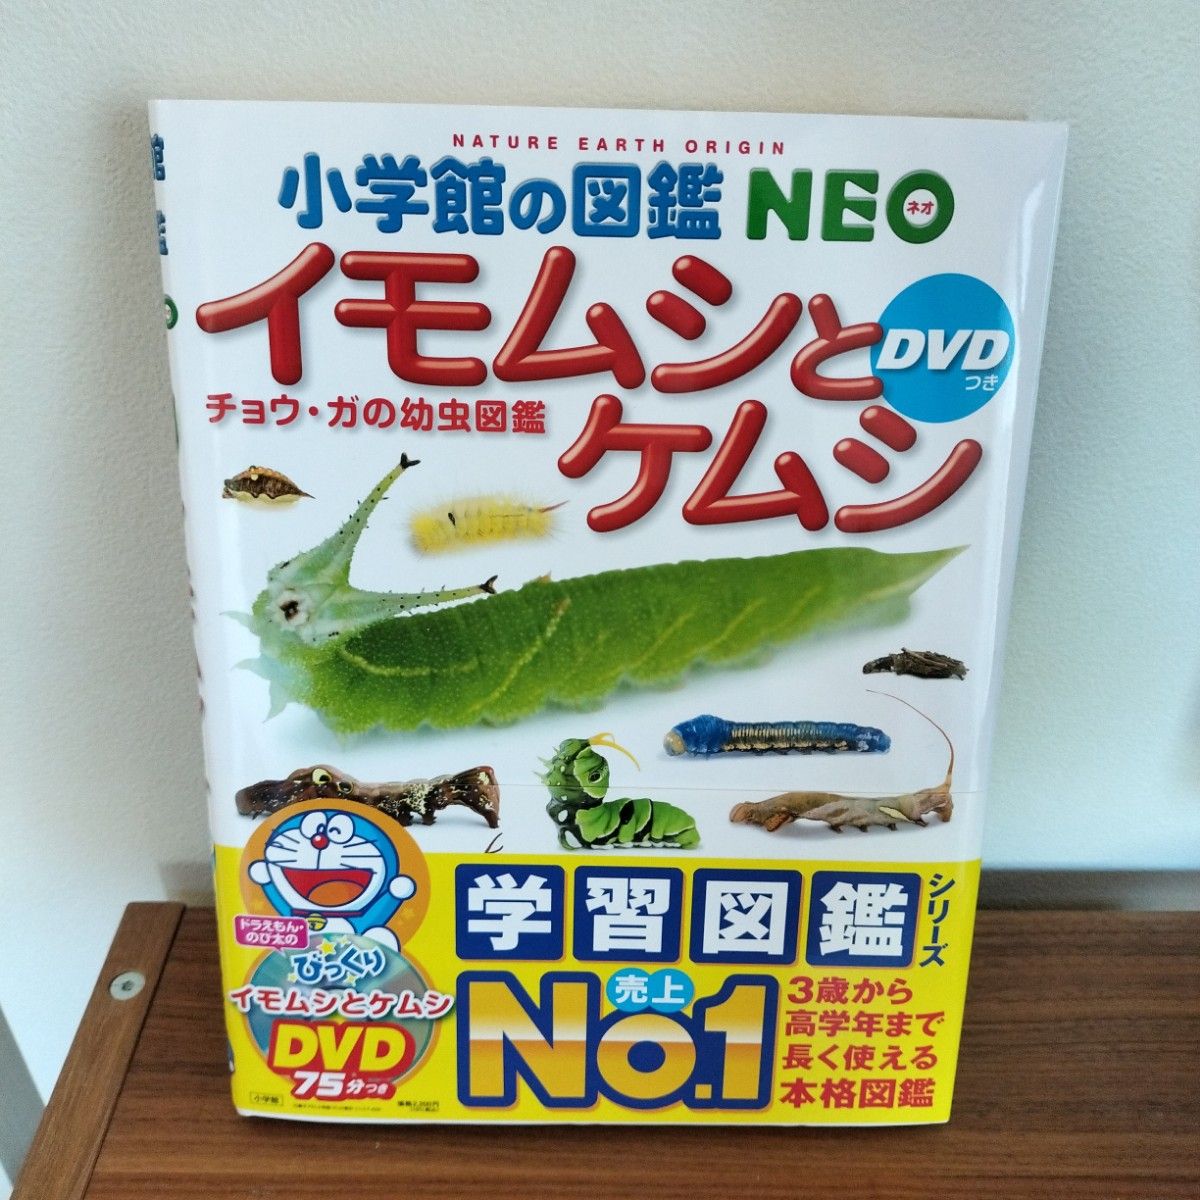 NATURE EARTH ORIGIN
小学館の図鑑 NEO
ネオ
イモムシと
ケムシ
DVD
つき
チョウ・ガの幼虫図鑑
ドラえもん・
のび太の
びっくり
イモムシとケムシ
DVD
75分つき
小学館
学習図鑑
シリーズ
売上
No.1
3歳から
高学年まで
長く使える
本格図鑑
館
鑑